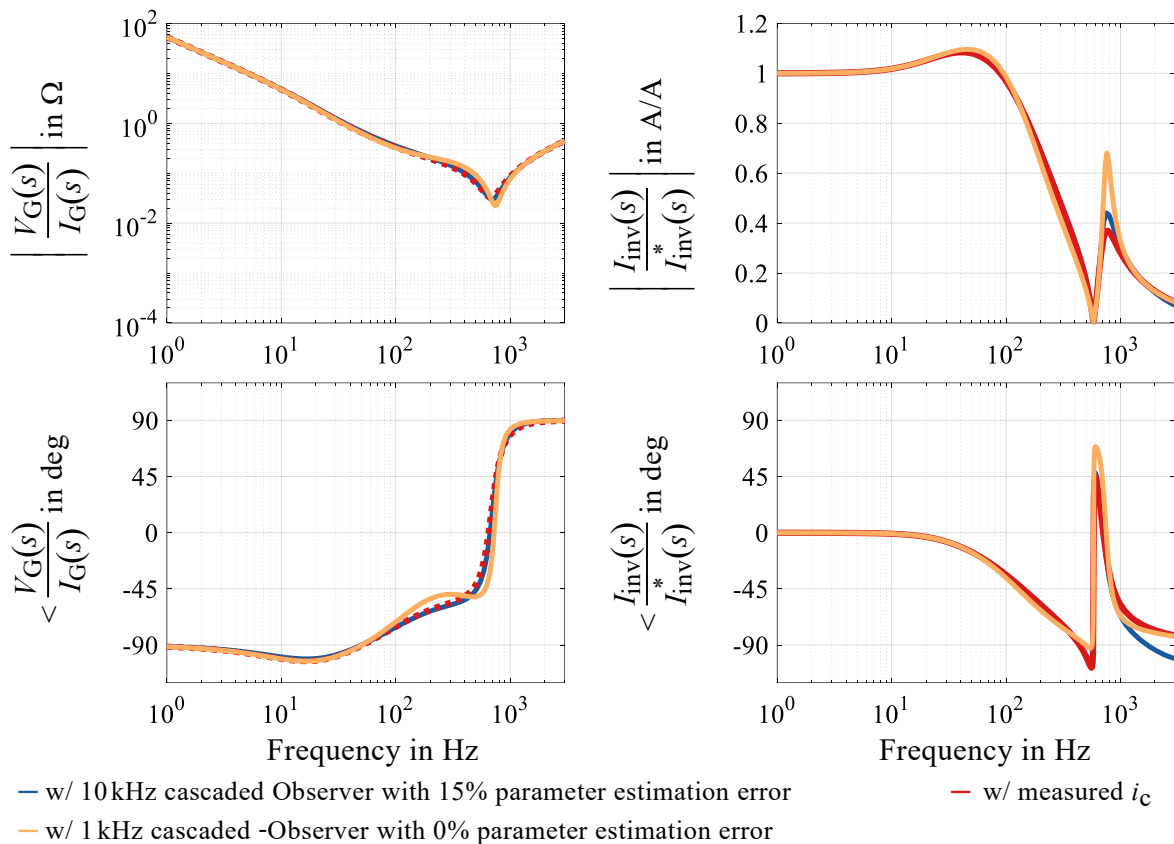 | V_G(s) / I_G(s) | in Ω
10^2
10^0
10^-2
10^-4
10^0 10^1 10^2 10^3
| I_inv(s) / I*_inv(s) | in A/A
1.2
1
0.8
0.6
0.4
0.2
0
10^0 10^1 10^2 10^3
< V_G(s) / I_G(s) in deg
90
45
0
-45
-90
10^0 10^1 10^2 10^3
Frequency in Hz
< I_inv(s) / I*_inv(s) in deg
90
45
0
-45
-90
10^0 10^1 10^2 10^3
Frequency in Hz
w/ 10 kHz cascaded Observer with 15% parameter estimation error
w/ measured i_c
w/ 1 kHz cascaded -Observer with 0% parameter estimation error